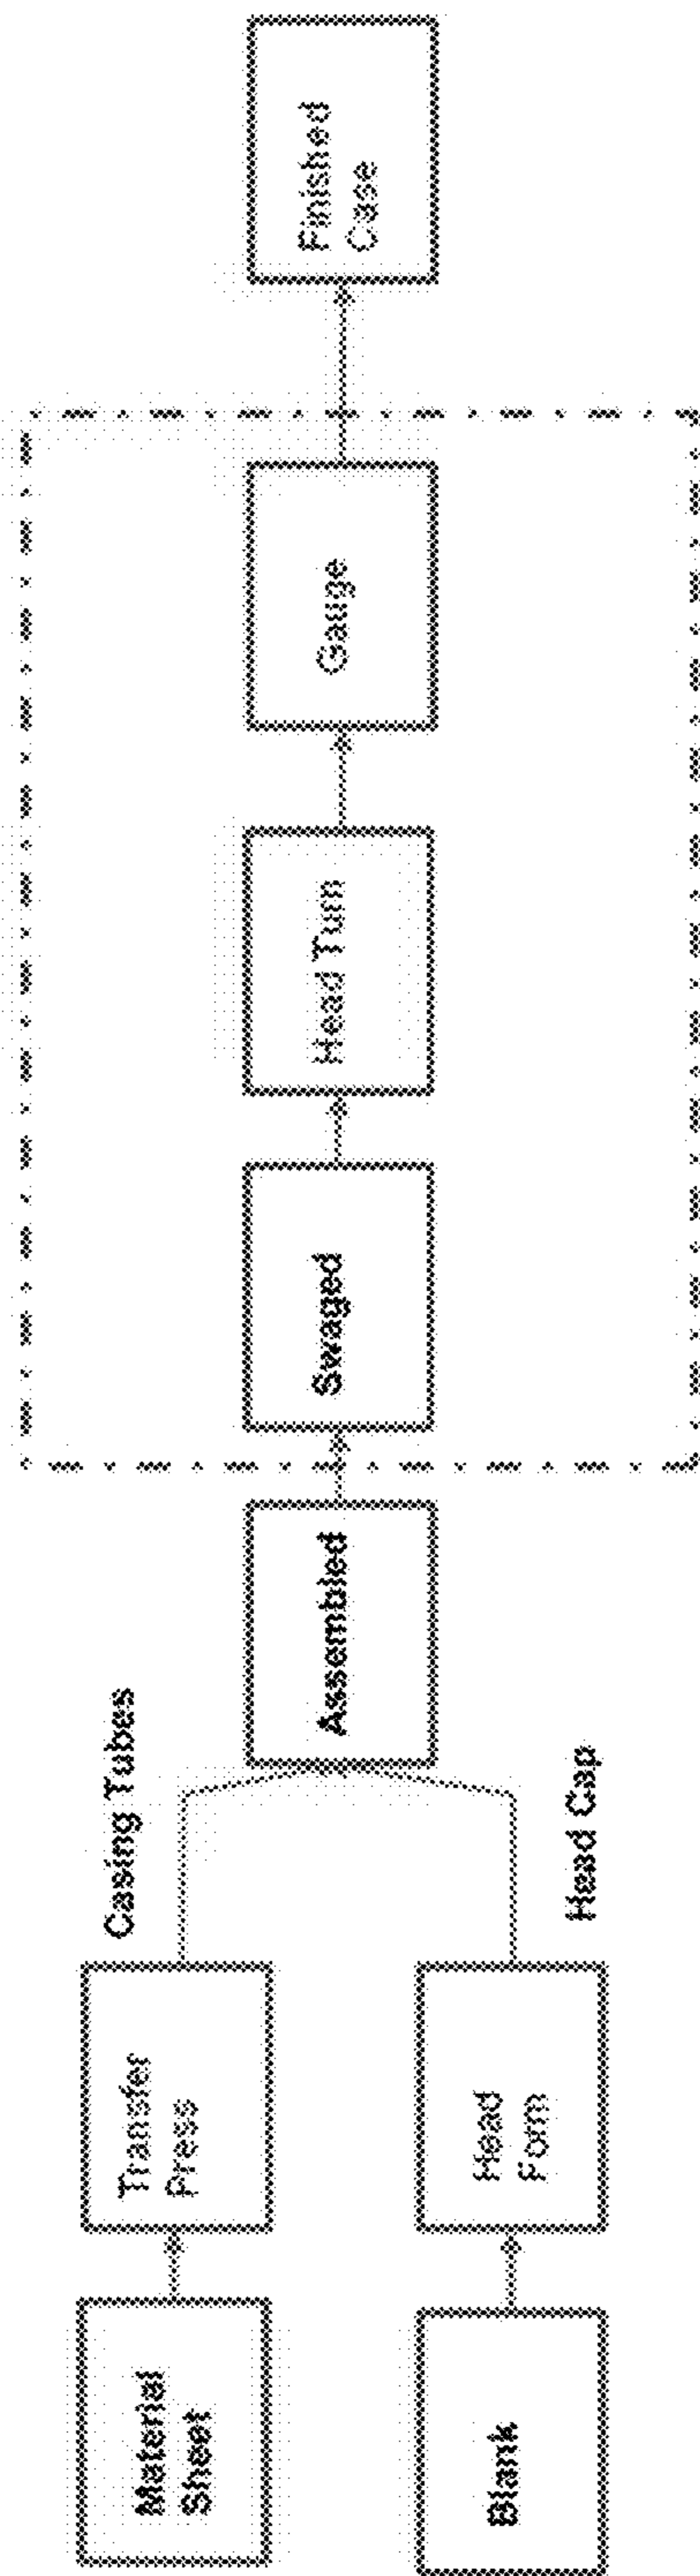 Material
Sheet
Transfer
Press
Casing Tubes
Blank
Head
Form
Head Cap
Assembled
Swaged
Head Turn
Gauge
Finished
Case